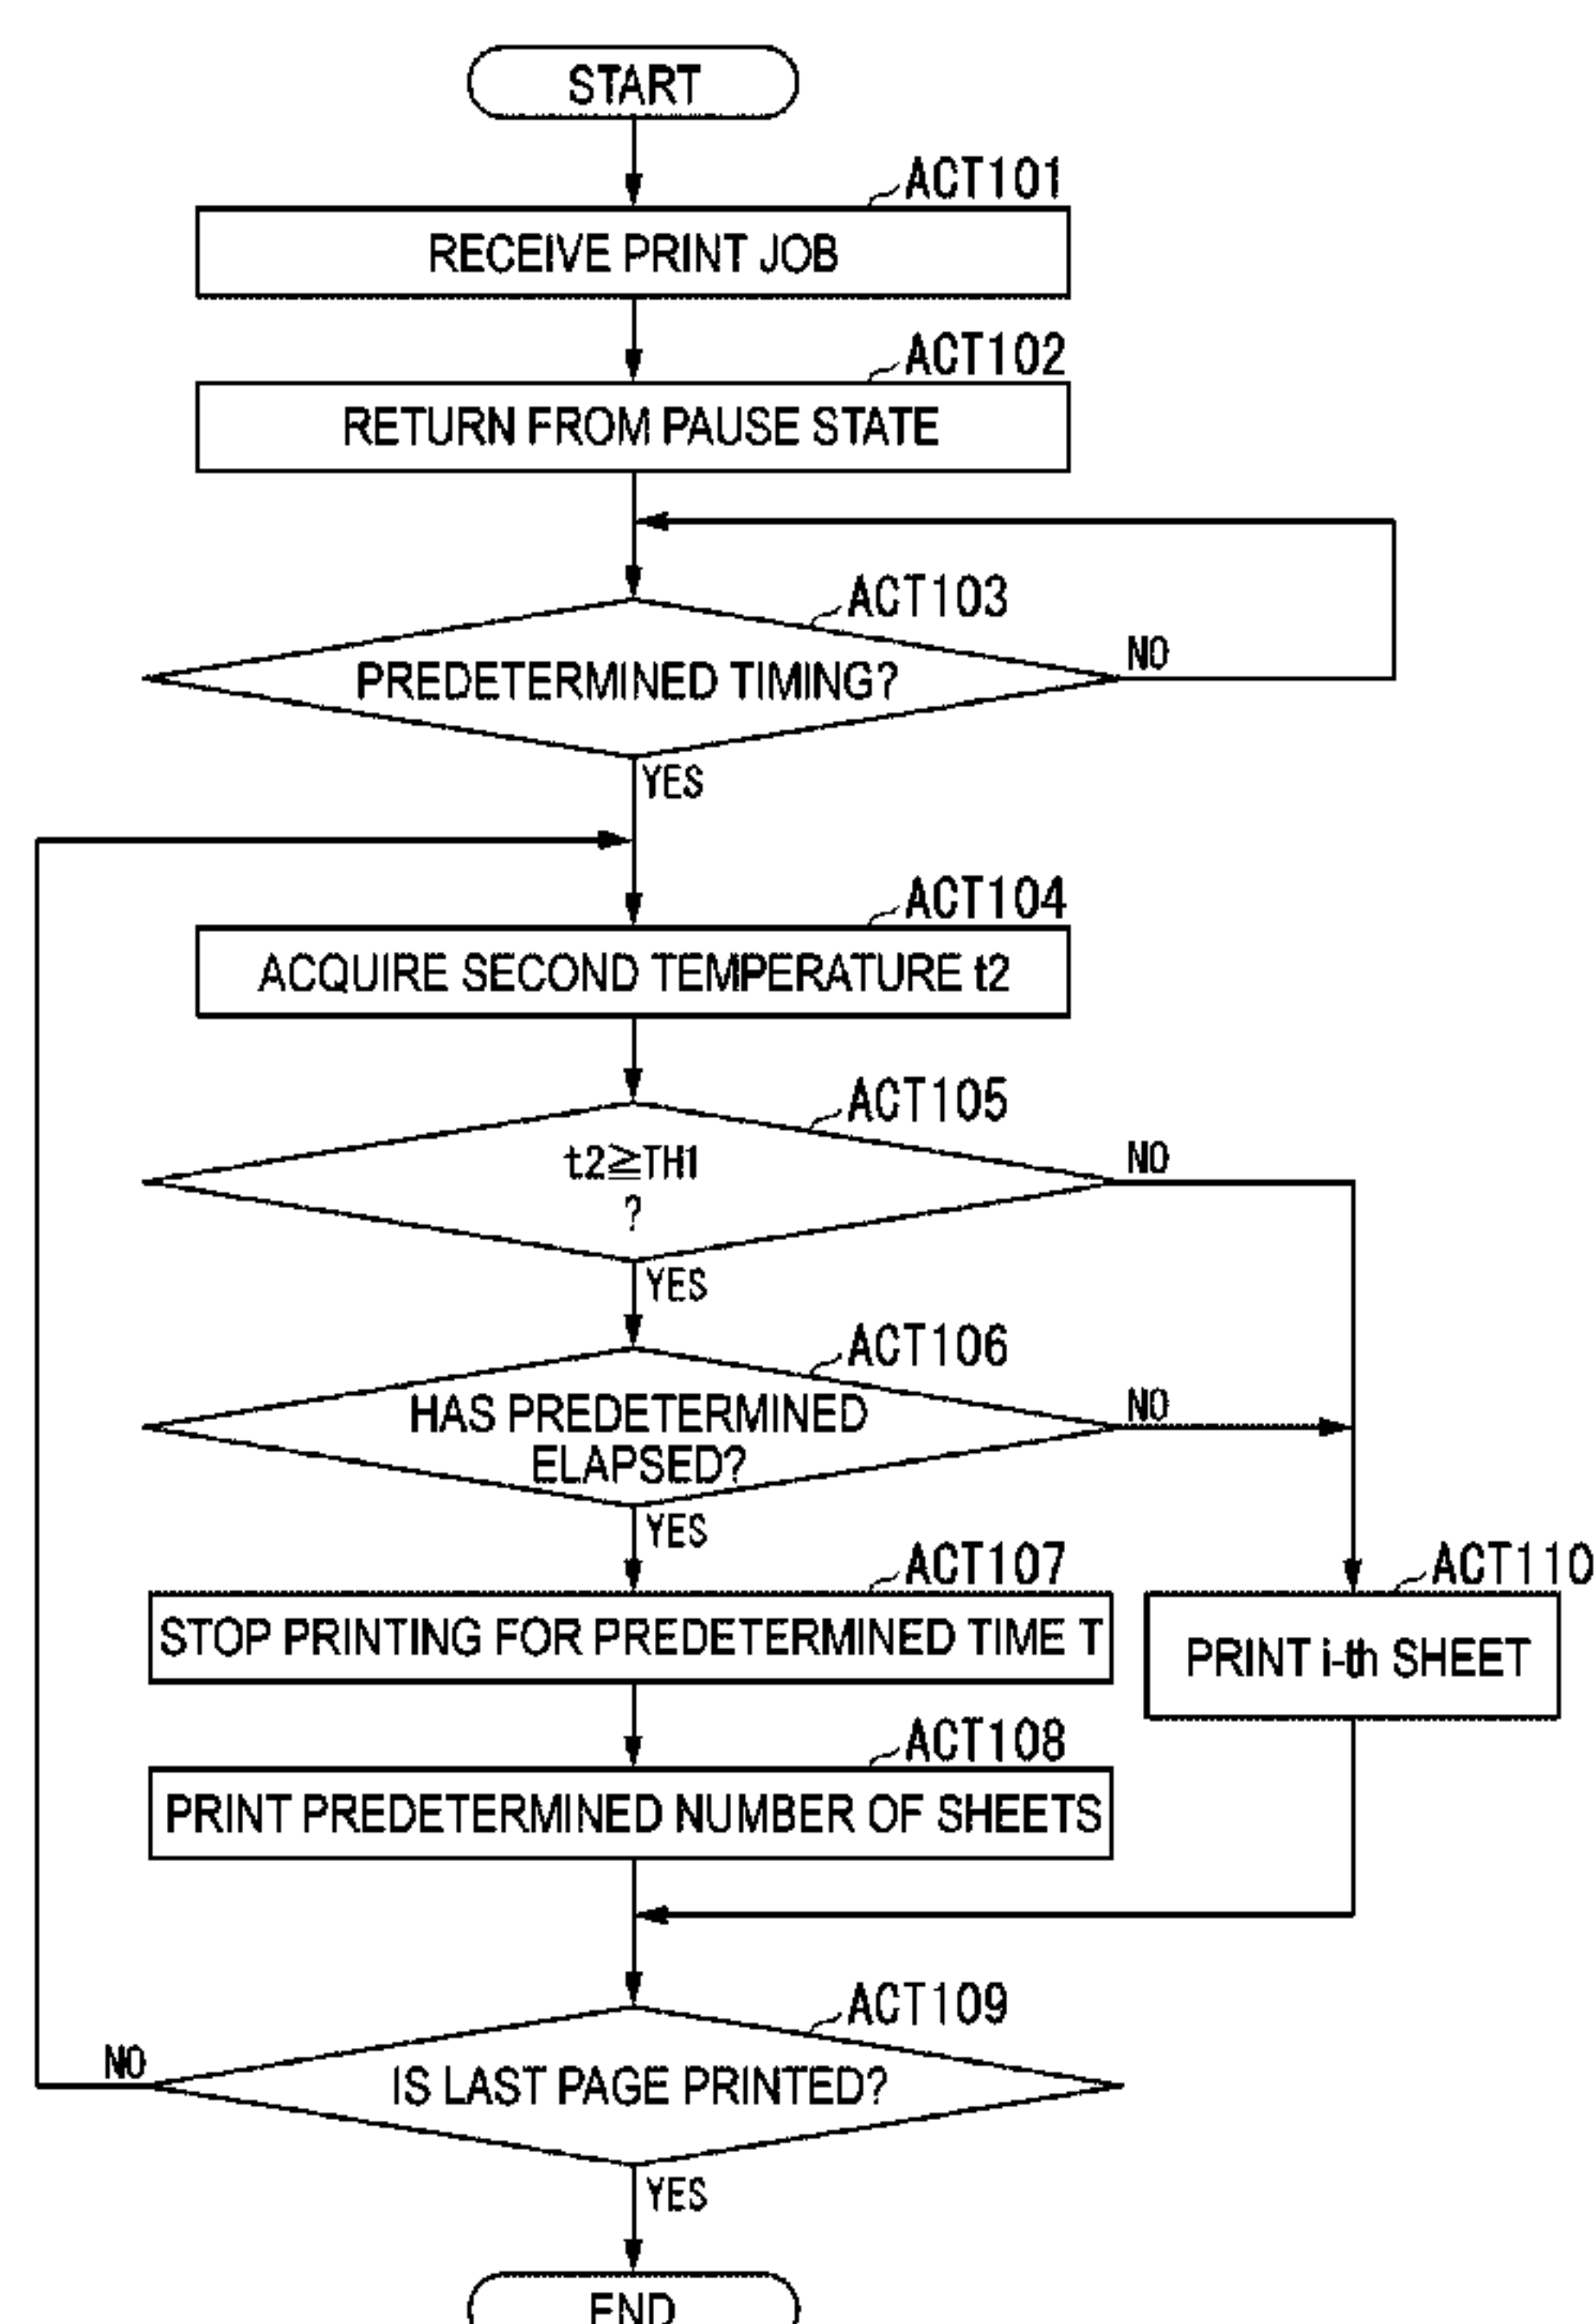 START
ACT101
RECEIVE PRINT JOB
ACT102
RETURN FROM PAUSE STATE
ACT103
PREDETERMINED TIMING?
NO
YES
ACT104
ACQUIRE SECOND TEMPERATURE t2
ACT105
t2≧TH1
?
NO
YES
ACT106
HAS PREDETERMINED
ELAPSED?
NO
YES
ACT107
STOP PRINTING FOR PREDETERMINED TIME T
ACT110
PRINT i-th SHEET
ACT108
PRINT PREDETERMINED NUMBER OF SHEETS
ACT109
IS LAST PAGE PRINTED?
NO
YES
END